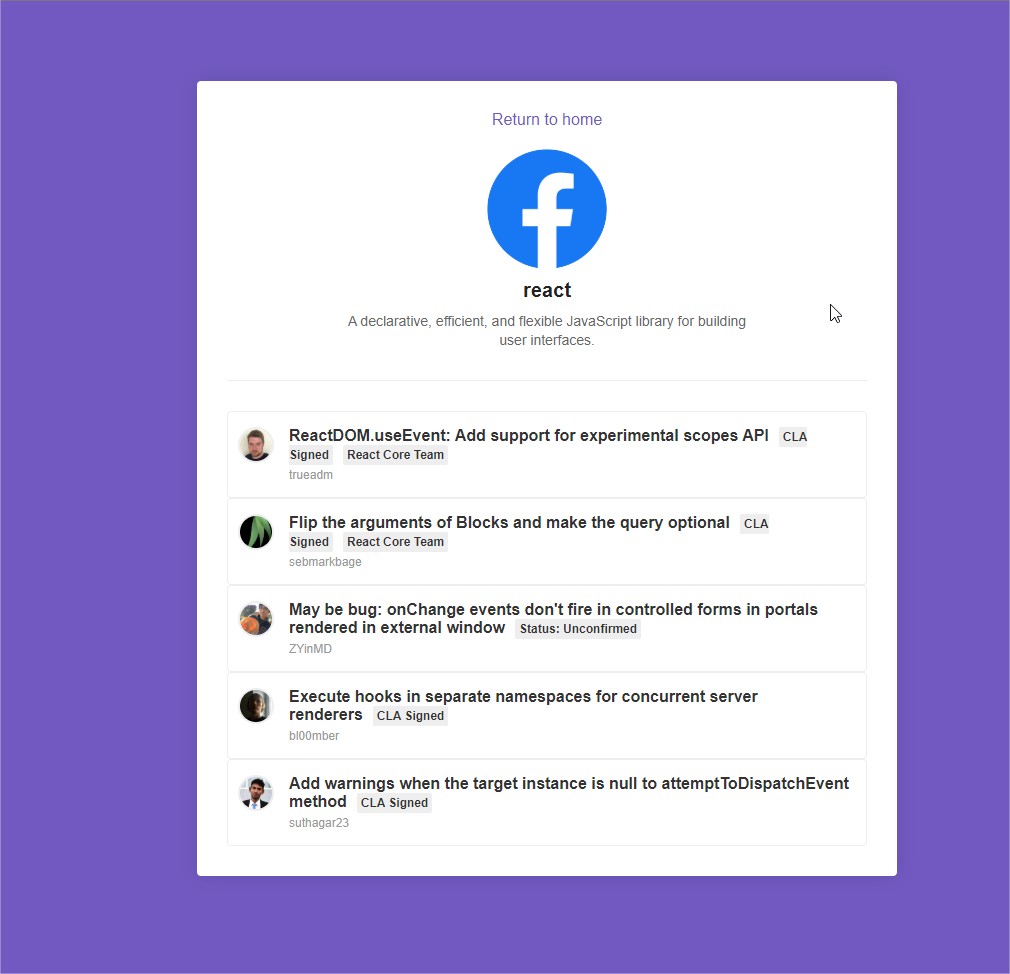 Return to home
react
A declarative, efficient, and flexible JavaScript library for building
user interfaces.
ReactDOM.useEvent: Add support for experimental scopes API CLA
Signed React Core Team
trueadm
Flip the arguments of Blocks and make the query optional CLA
Signed React Core Team
sebmarkbage
May be bug: onChange events don't fire in controlled forms in portals
rendered in external window Status: Unconfirmed
ZYinMD
Execute hooks in separate namespaces for concurrent server
renderers CLA Signed
bl00mber
Add warnings when the target instance is null to attemptToDispatchEvent
method CLA Signed
suthagar23